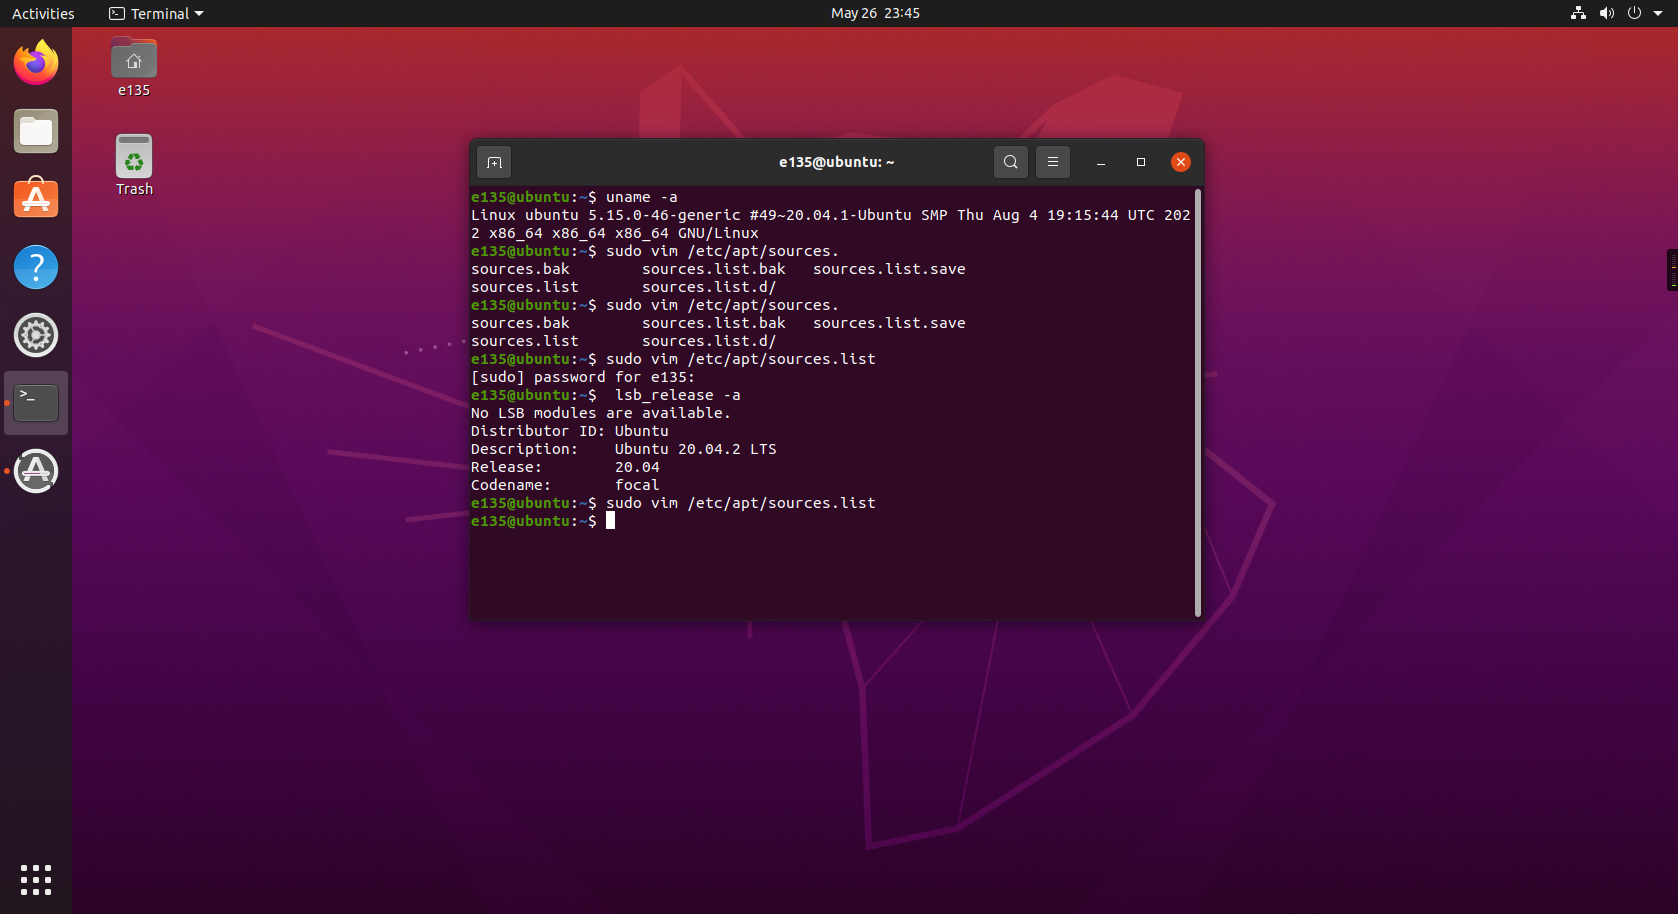 Activities
Terminal
May 26 23:45
e135
Trash
e135@ubuntu: ~
e135@ubuntu:~$ uname -a
Linux ubuntu 5.15.0-46-generic #49~20.04.1-Ubuntu SMP Thu Aug 4 19:15:44 UTC 202
2 x86_64 x86_64 x86_64 GNU/Linux
e135@ubuntu:~$ sudo vim /etc/apt/sources.
sources.bak        sources.list.bak   sources.list.save
sources.list       sources.list.d/
e135@ubuntu:~$ sudo vim /etc/apt/sources.
sources.bak        sources.list.bak   sources.list.save
sources.list       sources.list.d/
e135@ubuntu:~$ sudo vim /etc/apt/sources.list
[sudo] password for e135:
e135@ubuntu:~$  lsb_release -a
No LSB modules are available.
Distributor ID: Ubuntu
Description:    Ubuntu 20.04.2 LTS
Release:        20.04
Codename:       focal
e135@ubuntu:~$ sudo vim /etc/apt/sources.list
e135@ubuntu:~$